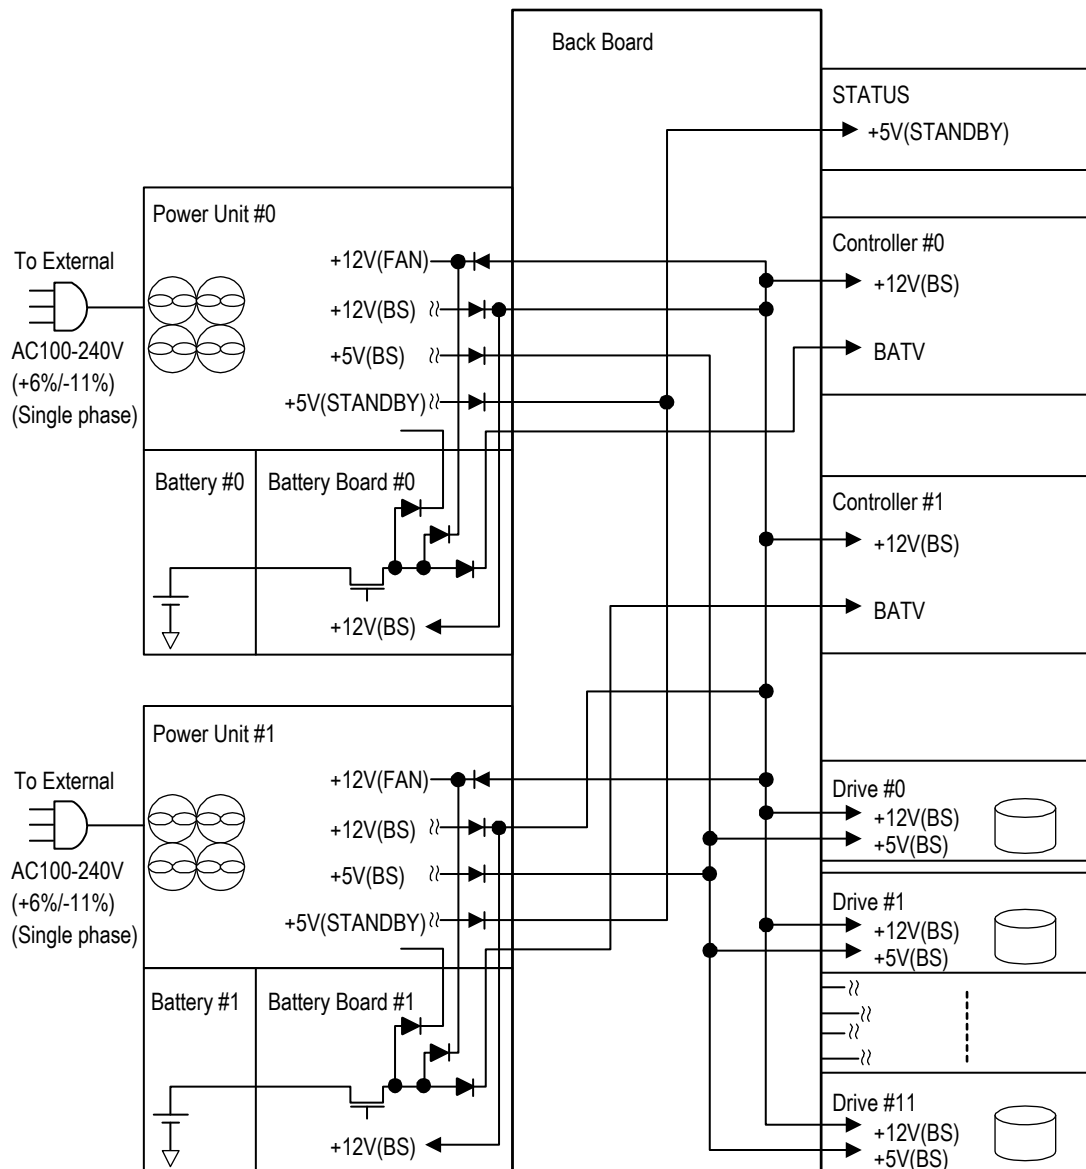 Back Board
STATUS
+5V(STANDBY)
Power Unit #0
To External
AC100-240V
(+6%/-11%)
(Single phase)
+12V(FAN)
+12V(BS)
+5V(BS)
+5V(STANDBY)
Controller #0
+12V(BS)
BATV
Battery #0
Battery Board #0
+12V(BS)
Controller #1
+12V(BS)
BATV
Power Unit #1
To External
AC100-240V
(+6%/-11%)
(Single phase)
+12V(FAN)
+12V(BS)
+5V(BS)
+5V(STANDBY)
Drive #0
+12V(BS)
+5V(BS)
Drive #1
+12V(BS)
+5V(BS)
Battery #1
Battery Board #1
+12V(BS)
Drive #11
+12V(BS)
+5V(BS)